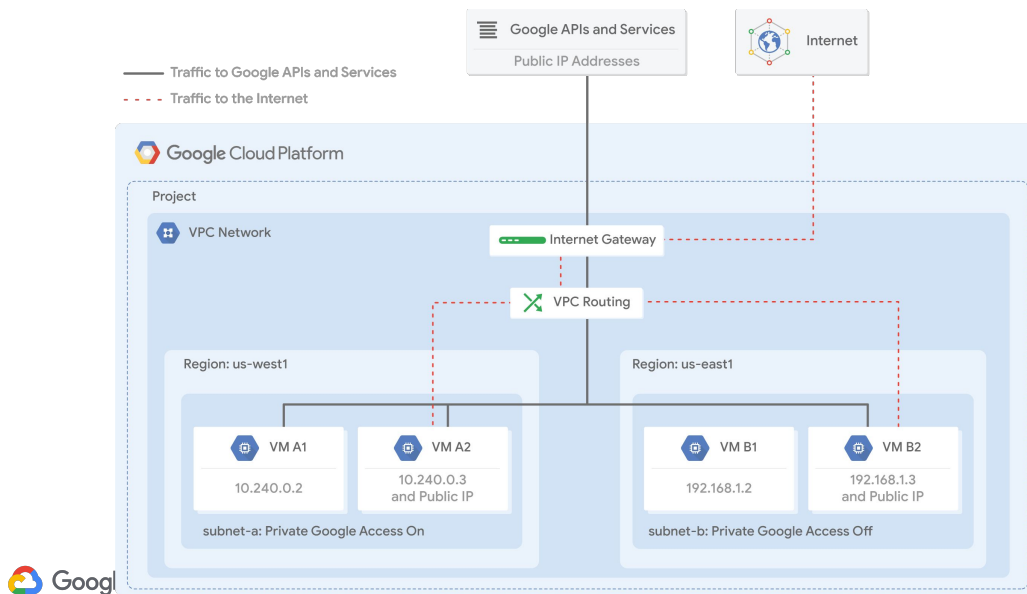 Google APIs and Services
Public IP Addresses
Internet
Traffic to Google APIs and Services
Traffic to the Internet
Google Cloud Platform
Project
VPC Network
Internet Gateway
VPC Routing
Region: us-west1
Region: us-east1
VM A1
10.240.0.2
VM A2
10.240.0.3
and Public IP
VM B1
192.168.1.2
VM B2
192.168.1.3
and Public IP
subnet-a: Private Google Access On
subnet-b: Private Google Access Off
Googl